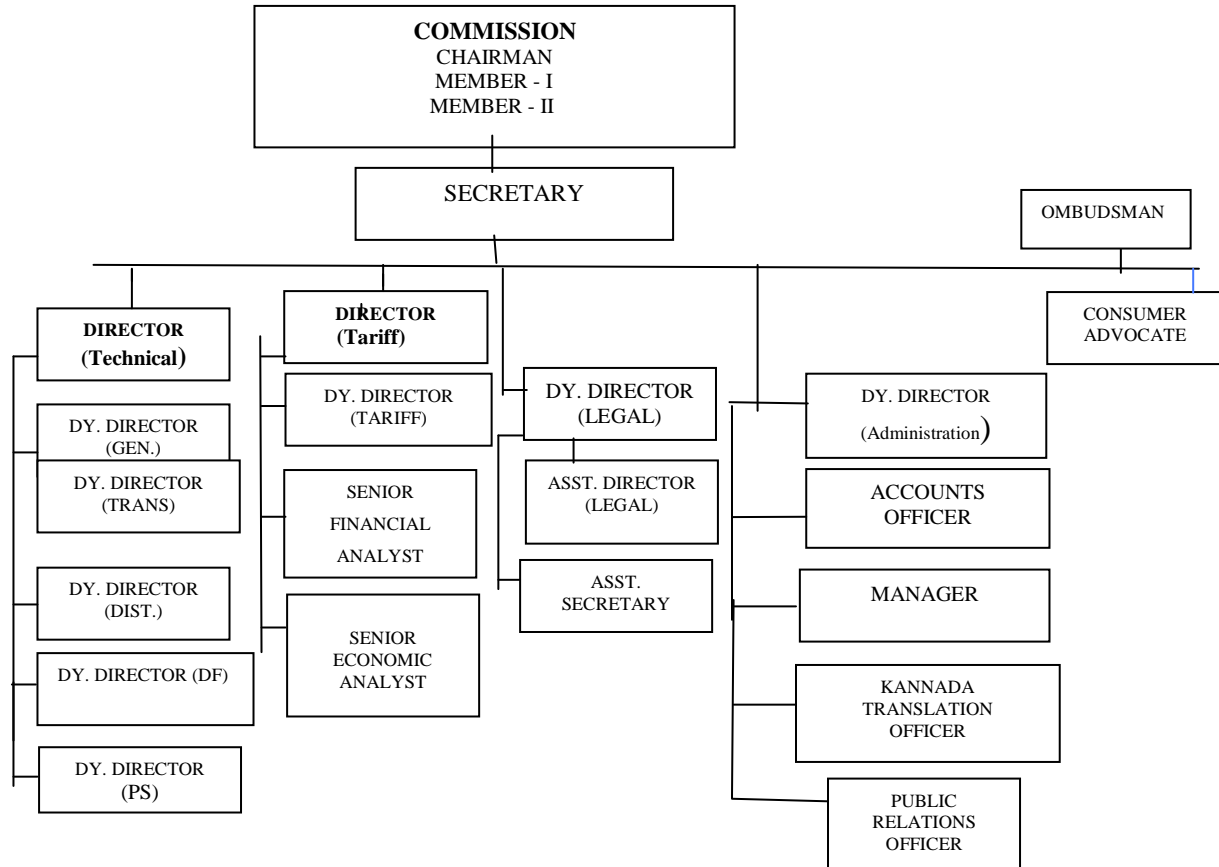 COMMISSION
CHAIRMAN
MEMBER - I
MEMBER - II
SECRETARY
OMBUDSMAN
CONSUMER
ADVOCATE
DIRECTOR
(Technical)
DY. DIRECTOR
(GEN.)
DY. DIRECTOR
(TRANS)
DY. DIRECTOR
(DIST.)
DY. DIRECTOR (DF)
DY. DIRECTOR
(PS)
DIRECTOR
(Tariff)
DY. DIRECTOR
(TARIFF)
SENIOR
FINANCIAL
ANALYST
SENIOR
ECONOMIC
ANALYST
DY. DIRECTOR
(LEGAL)
ASST. DIRECTOR
(LEGAL)
ASST.
SECRETARY
DY. DIRECTOR
(Administration)
ACCOUNTS
OFFICER
MANAGER
KANNADA
TRANSLATION
OFFICER
PUBLIC
RELATIONS
OFFICER